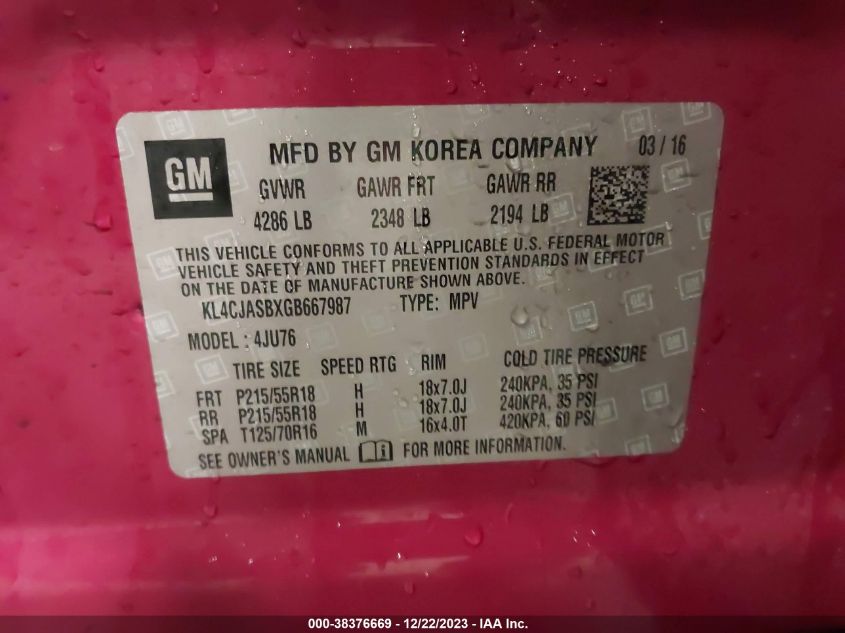 GM
MFD BY GM KOREA COMPANY 03 / 16
GVWR GAWR FRT GAWR RR
4286 LB 2348 LB 2194 LB
THIS VEHICLE CONFORMS TO ALL APPLICABLE U.S. FEDERAL MOTOR
VEHICLE SAFETY AND THEFT PREVENTION STANDARDS IN EFFECT
ON THE DATE OF MANUFACTURE SHOWN ABOVE.
KL4CJASBXGB667987 TYPE: MPV
MODEL : 4JU76
TIRE SIZE SPEED RTG RIM COLD TIRE PRESSURE
FRT P215/55R18 H 18x7.0J 240KPA, 35 PSI
RR P215/55R18 H 18x7.0J 240KPA, 35 PSI
SPA T125/70R16 M 16x4.0T 420KPA, 60 PSI
SEE OWNER'S MANUAL FOR MORE INFORMATION.
000-38376669 - 12/22/2023 - IAA Inc.